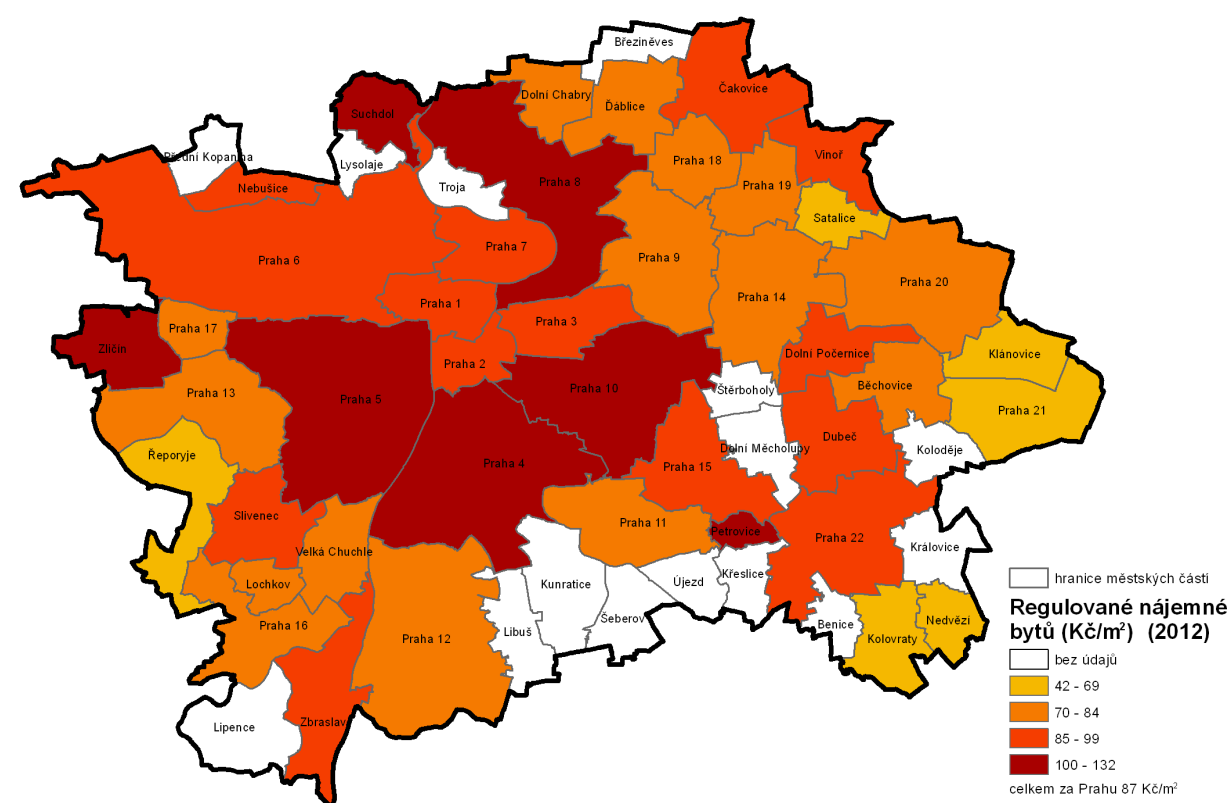 Březiněves
Čakovice
Dolní Chabry
Ďáblice
Suchdol
Praha 18
Přední Kopanina
Lysolaje
Vinoř
Praha 8
Praha 19
Nebušice
Troja
Satalice
Praha 7
Praha 6
Praha 9
Praha 20
Praha 14
Praha 1
Praha 3
Praha 17
Zličín
Dolní Počernice
Klánovice
Praha 2
Praha 13
Praha 10
Štěrboholy
Běchovice
Praha 5
Praha 21
Řeporyje
Praha 4
Dolní Měcholupy
Dubeč
Koloděje
Praha 15
Slivenec
Praha 11
Petrovice
Praha 22
Královice
Velká Chuchle
Lochkov
Kunratice
Újezd
Křeslice
Praha 16
Praha 12
Libuš
Šeberov
Benice
Kolovraty
Nedvězí
Lipence
Zbraslav
hranice městských částí
Regulované nájemné
bytů (Kč/m²) (2012)
bez údajů
42 - 69
70 - 84
85 - 99
100 - 132
celkem za Prahu 87 Kč/m²